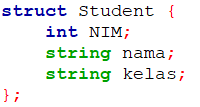 struct Student {
    int NIM;
    string nama;
    string kelas;
};